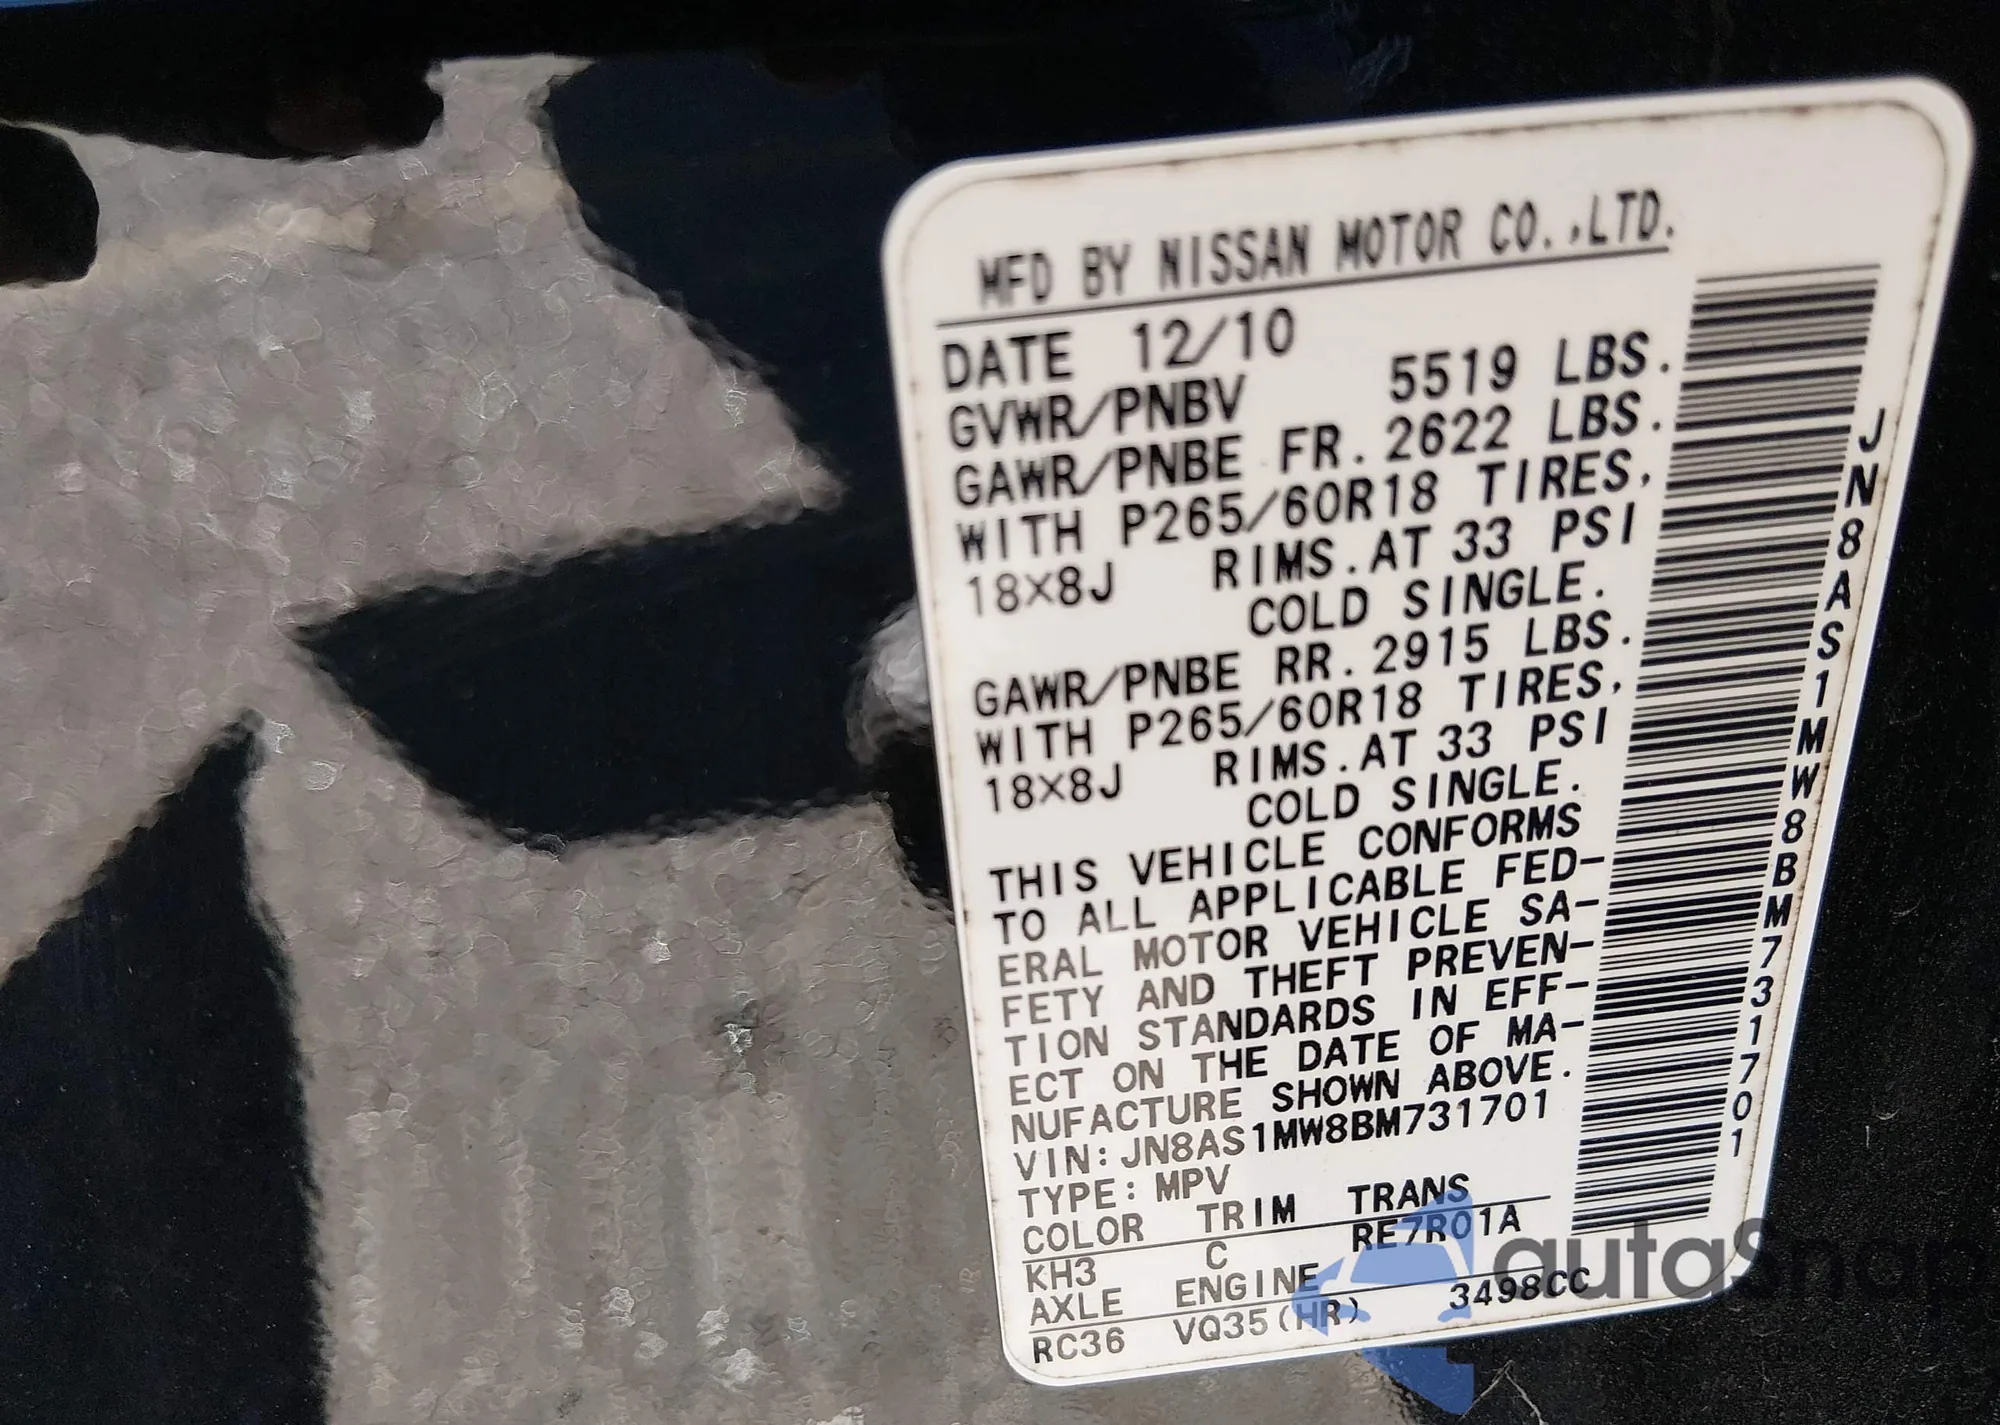 MFD BY NISSAN MOTOR CO.,LTD.
DATE 12/10
GVWR/PNBV 5519 LBS.
GAWR/PNBE FR. 2622 LBS.
WITH P265/60R18 TIRES,
18×8J RIMS. AT 33 PSI
COLD SINGLE.
GAWR/PNBE RR. 2915 LBS.
WITH P265/60R18 TIRES,
18×8J RIMS. AT 33 PSI
COLD SINGLE.
THIS VEHICLE CONFORMS
TO ALL APPLICABLE FED-
ERAL MOTOR VEHICLE SA-
FETY AND THEFT PREVEN-
TION STANDARDS IN EFF-
ECT ON THE DATE OF MA-
NUFACTURE SHOWN ABOVE.
VIN: JN8AS1MW8BM731701
TYPE: MPV
COLOR TRIM TRANS
KH3 C RE7R01A
AXLE ENGINE
RC36 VQ35(HR) 3498CC
JN8AS1MW8BM731701
autoSnap